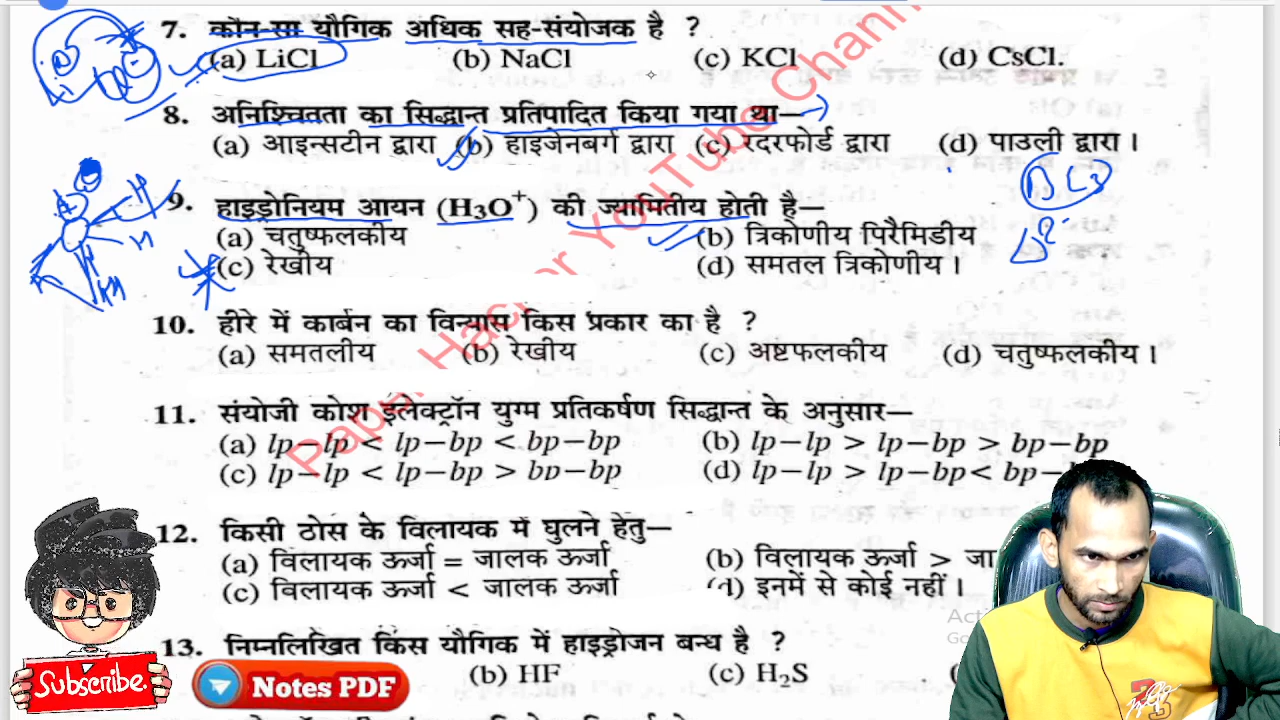 7. कौन-सा यौगिक अधिक सह-संयोजक है ?
(a) LiCl (b) NaCl (c) KCl (d) CsCl.
8. अनिश्चितता का सिद्धान्त प्रतिपादित किया गया था—
(a) आइन्सटीन द्वारा (b) हाइजेनबर्ग द्वारा (c) रदरफोर्ड द्वारा (d) पाउली द्वारा ।
9. हाइड्रोनियम आयन (H₃O⁺) की ज्यामितीय होती है—
(a) चतुष्फलकीय (b) त्रिकोणीय पिरैमिडीय
(c) रेखीय (d) समतल त्रिकोणीय ।
10. हीरे में कार्बन का विन्यास किस प्रकार का है ?
(a) समतलीय (b) रेखीय (c) अष्टफलकीय (d) चतुष्फलकीय ।
11. संयोजी कोश इलेक्ट्रॉन युग्म प्रतिकर्षण सिद्धान्त के अनुसार—
(a) lp–lp < lp–bp < bp–bp (b) lp–lp > lp–bp > bp–bp
(c) lp–lp < lp–bp > bp–bp (d) lp–lp > lp–bp < bp–
12. किसी ठोस के विलायक में घुलने हेतु—
(a) विलायक ऊर्जा = जालक ऊर्जा (b) विलायक ऊर्जा > जा
(c) विलायक ऊर्जा < जालक ऊर्जा (d) इनमें से कोई नहीं ।
13. निम्नलिखित किस यौगिक में हाइड्रोजन बन्ध है ?
(b) HF (c) H₂S
YouTube
Subscribe.
Notes PDF